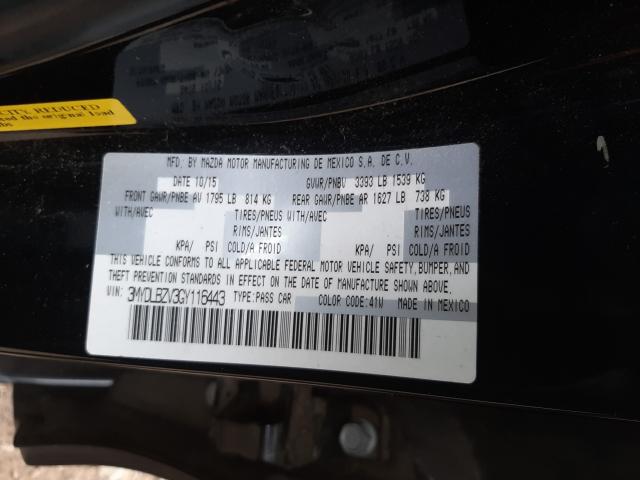 CITY REDUCED
the original load
lbs
MFD. BY MAZDA MOTOR MANUFACTURING DE MEXICO S.A. DE C.V.
DATE 10/15 GVWR/PNBV 3393 LB 1539 KG
FRONT GAWR/PNBE AV 1795 LB 814 KG REAR GAWR/PNBE AR 1627 LB 738 KG
WITH/AVEC TIRES/PNEUS WITH/AVEC TIRES/PNEUS
RIMS/JANTES RIMS/JANTES
KPA/ PSI COLD/A FROID KPA/ PSI COLD/A FROID
THIS VEHICLE CONFORMS TO ALL APPLICABLE FEDERAL MOTOR VEHICLE SAFETY, BUMPER, AND
THEFT PREVENTION STANDARDS IN EFFECT ON THE DATE OF MANUFACTURE SHOWN ABOVE.
VIN: 3MYDLBZV3GY116443 TYPE:PASS CAR COLOR CODE:41W MADE IN MEXICO